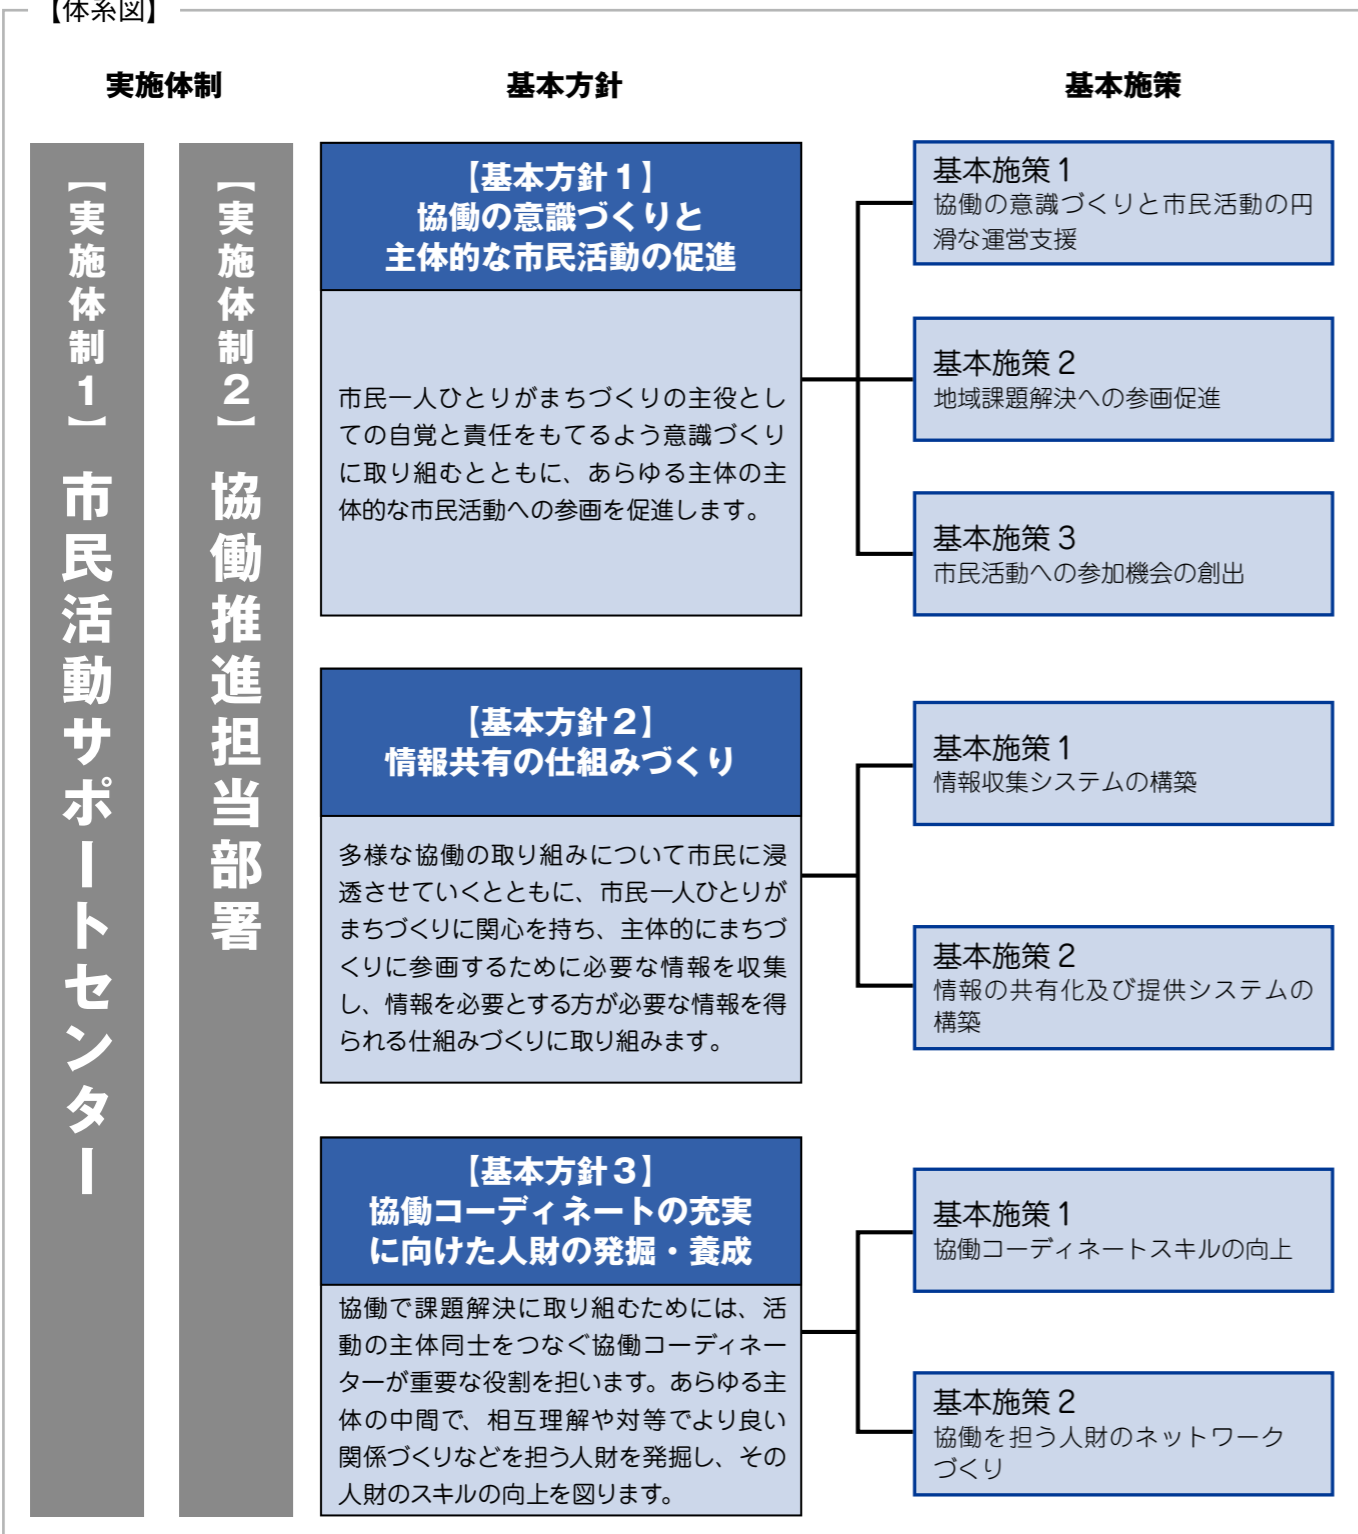 【体系図】
実施体制
基本方針
基本施策
【実施体制1】 市民活動サポートセンター
【実施体制2】 協働推進担当部署
【基本方針1】
協働の意識づくりと
主体的な市民活動の促進
市民一人ひとりがまちづくりの主役とし
ての自覚と責任をもてるよう意識づくり
に取り組むとともに、あらゆる主体の主
体的な市民活動への参画を促進します。
基本施策1
協働の意識づくりと市民活動の円
滑な運営支援
基本施策2
地域課題解決への参画促進
基本施策3
市民活動への参加機会の創出
【基本方針2】
情報共有の仕組みづくり
多様な協働の取り組みについて市民に浸
透させていくとともに、市民一人ひとりが
まちづくりに関心を持ち、主体的にまちづ
くりに参画するために必要な情報を収集
し、情報を必要とする方が必要な情報を得
られる仕組みづくりに取り組みます。
基本施策1
情報収集システムの構築
基本施策2
情報の共有化及び提供システムの
構築
【基本方針3】
協働コーディネートの充実
に向けた人財の発掘・養成
協働で課題解決に取り組むためには、活
動の主体同士をつなぐ協働コーディネー
ターが重要な役割を担います。あらゆる主
体の中間で、相互理解や対等でより良い
関係づくりなどを担う人財を発掘し、その
人財のスキルの向上を図ります。
基本施策1
協働コーディネートスキルの向上
基本施策2
協働を担う人財のネットワーク
づくり